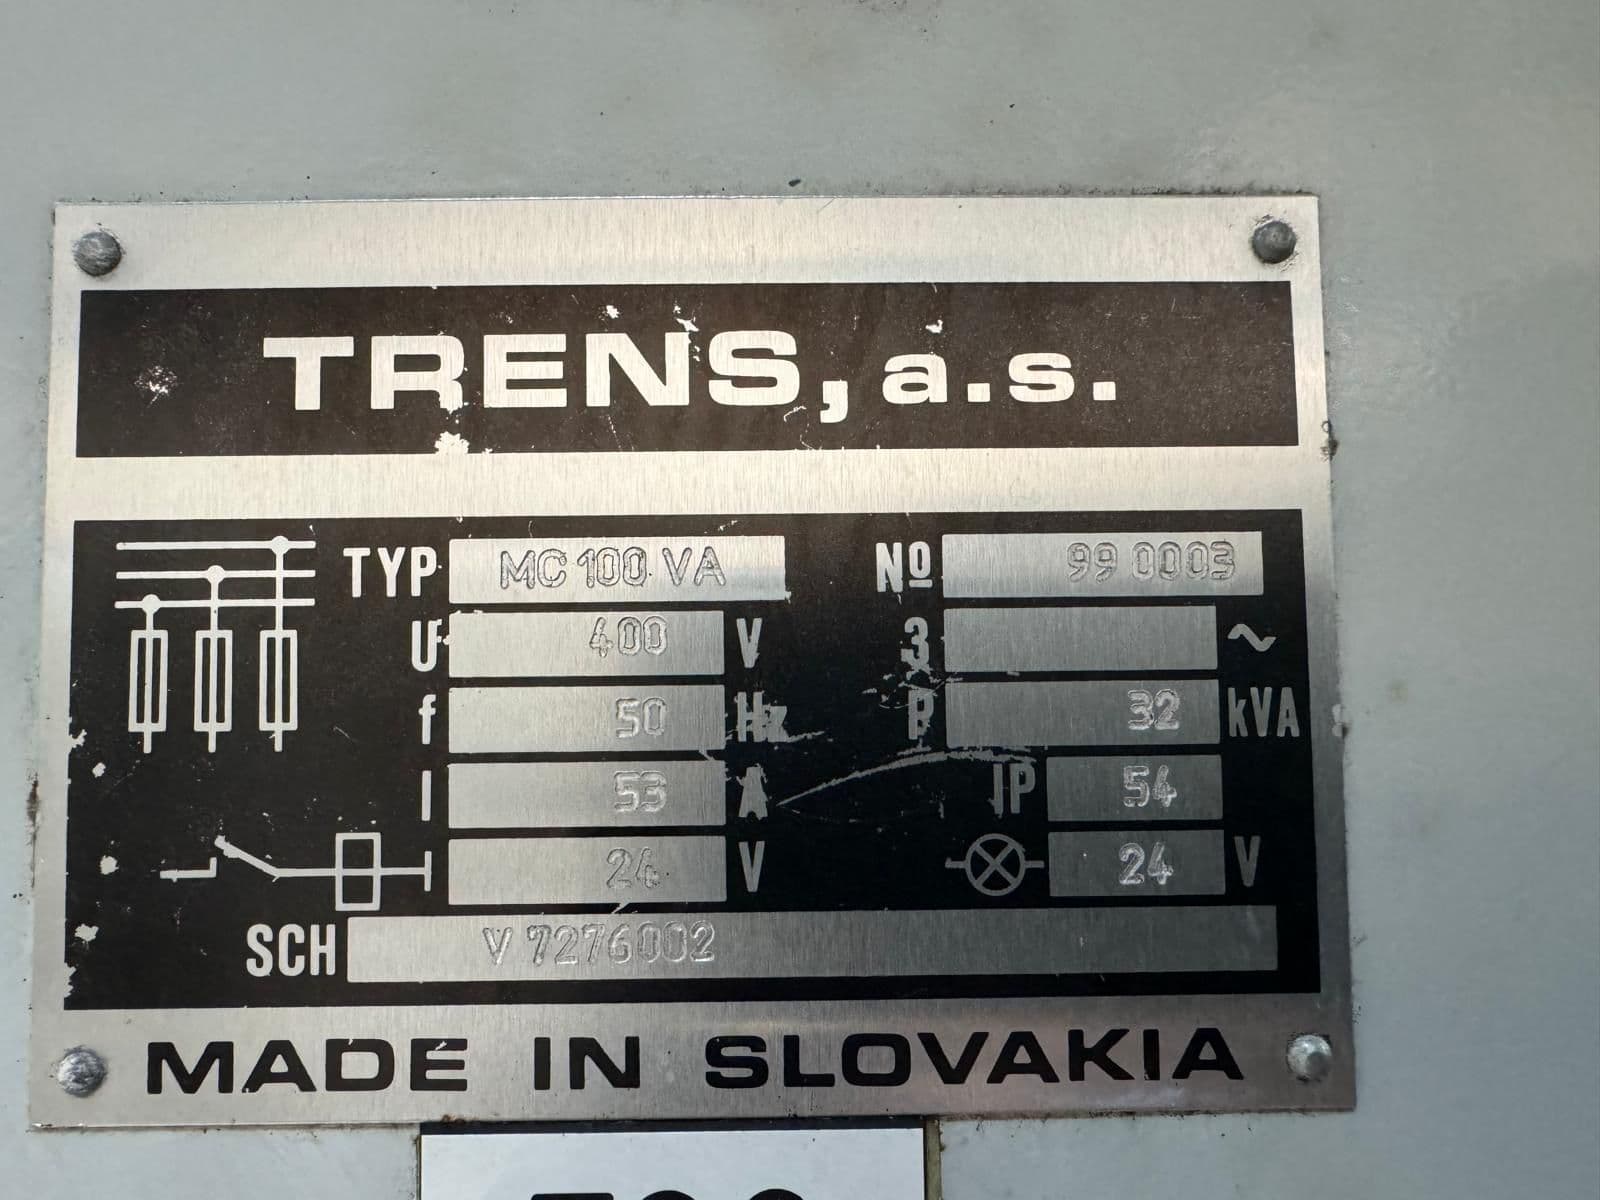 TRENS, a.s.
TYP MC 100 VA Nº 99 0003
U 400 V 3 ~
f 50 Hz P 32 kVA
I 53 A IP 54
24 V 24 V
SCH V 7276002
MADE IN SLOVAKIA